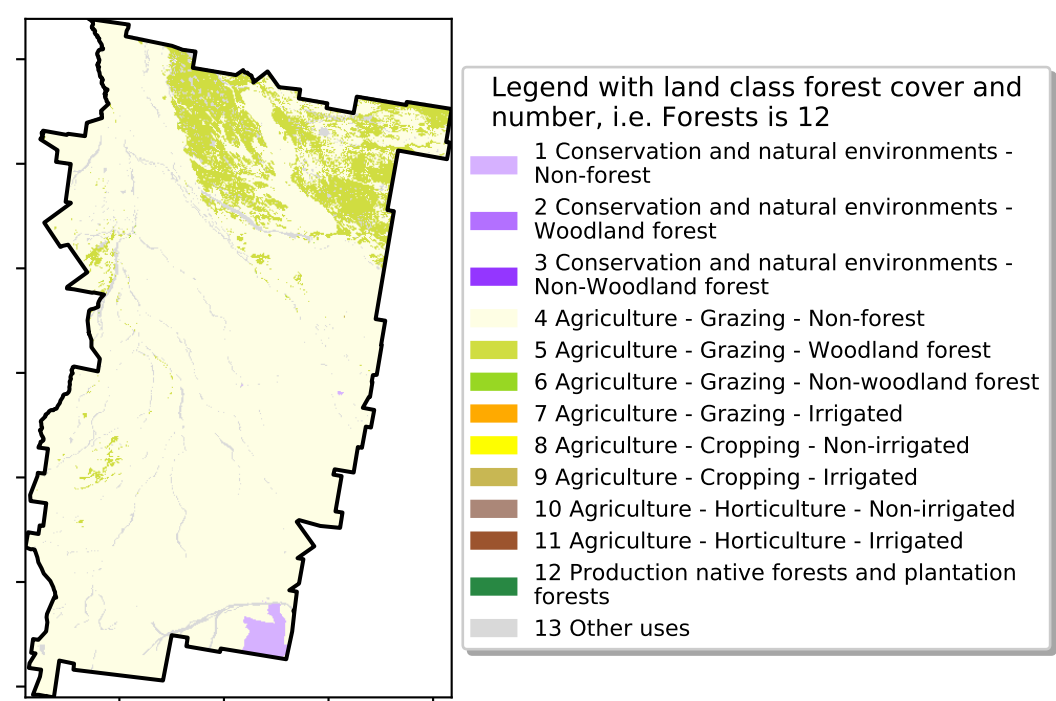 Legend with land class forest cover and
number, i.e. Forests is 12
1 Conservation and natural environments -
Non-forest
2 Conservation and natural environments -
Woodland forest
3 Conservation and natural environments -
Non-Woodland forest
4 Agriculture - Grazing - Non-forest
5 Agriculture - Grazing - Woodland forest
6 Agriculture - Grazing - Non-woodland forest
7 Agriculture - Grazing - Irrigated
8 Agriculture - Cropping - Non-irrigated
9 Agriculture - Cropping - Irrigated
10 Agriculture - Horticulture - Non-irrigated
11 Agriculture - Horticulture - Irrigated
12 Production native forests and plantation
forests
13 Other uses